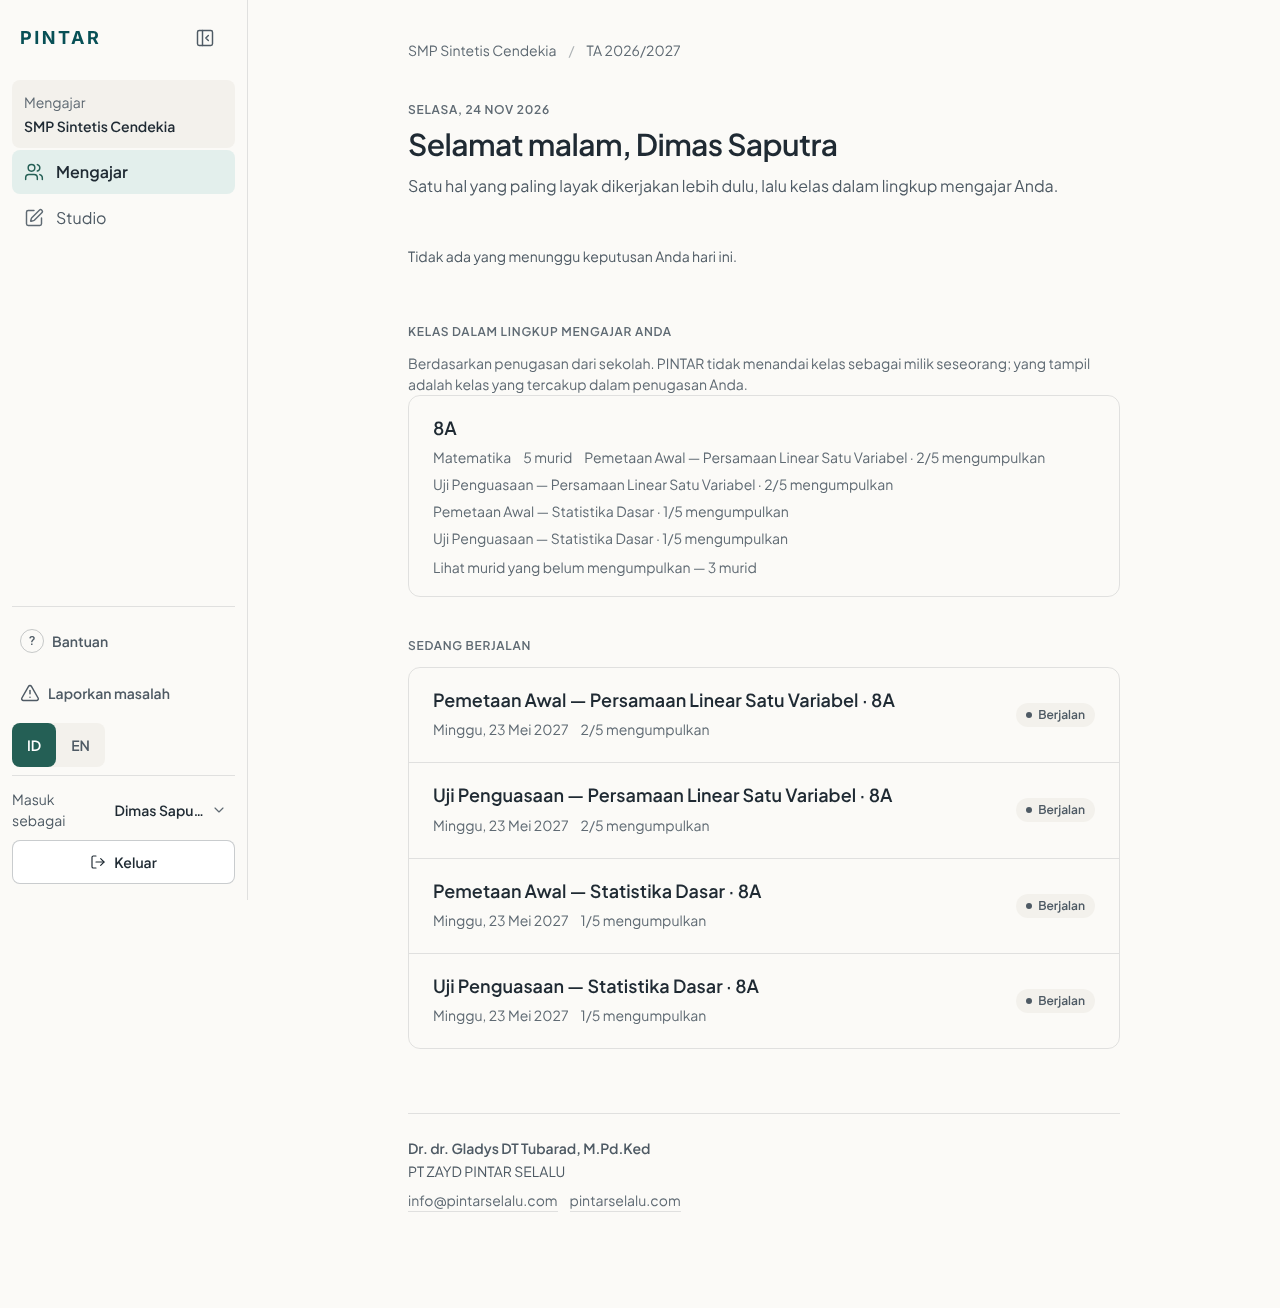 PINTAR
Mengajar
SMP Sintetis Cendekia
Mengajar
Studio
? Bantuan
Laporkan masalah
ID EN
Masuk sebagai
Dimas Sapu…
Keluar
SMP Sintetis Cendekia / TA 2026/2027
SELASA, 24 NOV 2026
Selamat malam, Dimas Saputra
Satu hal yang paling layak dikerjakan lebih dulu, lalu kelas dalam lingkup mengajar Anda.
Tidak ada yang menunggu keputusan Anda hari ini.
KELAS DALAM LINGKUP MENGAJAR ANDA
Berdasarkan penugasan dari sekolah. PINTAR tidak menandai kelas sebagai milik seseorang; yang tampil
adalah kelas yang tercakup dalam penugasan Anda.
8A
Matematika 5 murid Pemetaan Awal — Persamaan Linear Satu Variabel · 2/5 mengumpulkan
Uji Penguasaan — Persamaan Linear Satu Variabel · 2/5 mengumpulkan
Pemetaan Awal — Statistika Dasar · 1/5 mengumpulkan
Uji Penguasaan — Statistika Dasar · 1/5 mengumpulkan
Lihat murid yang belum mengumpulkan — 3 murid
SEDANG BERJALAN
Pemetaan Awal — Persamaan Linear Satu Variabel · 8A
Minggu, 23 Mei 2027 2/5 mengumpulkan
Berjalan
Uji Penguasaan — Persamaan Linear Satu Variabel · 8A
Minggu, 23 Mei 2027 2/5 mengumpulkan
Berjalan
Pemetaan Awal — Statistika Dasar · 8A
Minggu, 23 Mei 2027 1/5 mengumpulkan
Berjalan
Uji Penguasaan — Statistika Dasar · 8A
Minggu, 23 Mei 2027 1/5 mengumpulkan
Berjalan
Dr. dr. Gladys DT Tubarad, M.Pd.Ked
PT ZAYD PINTAR SELALU
info@pintarselalu.com pintarselalu.com